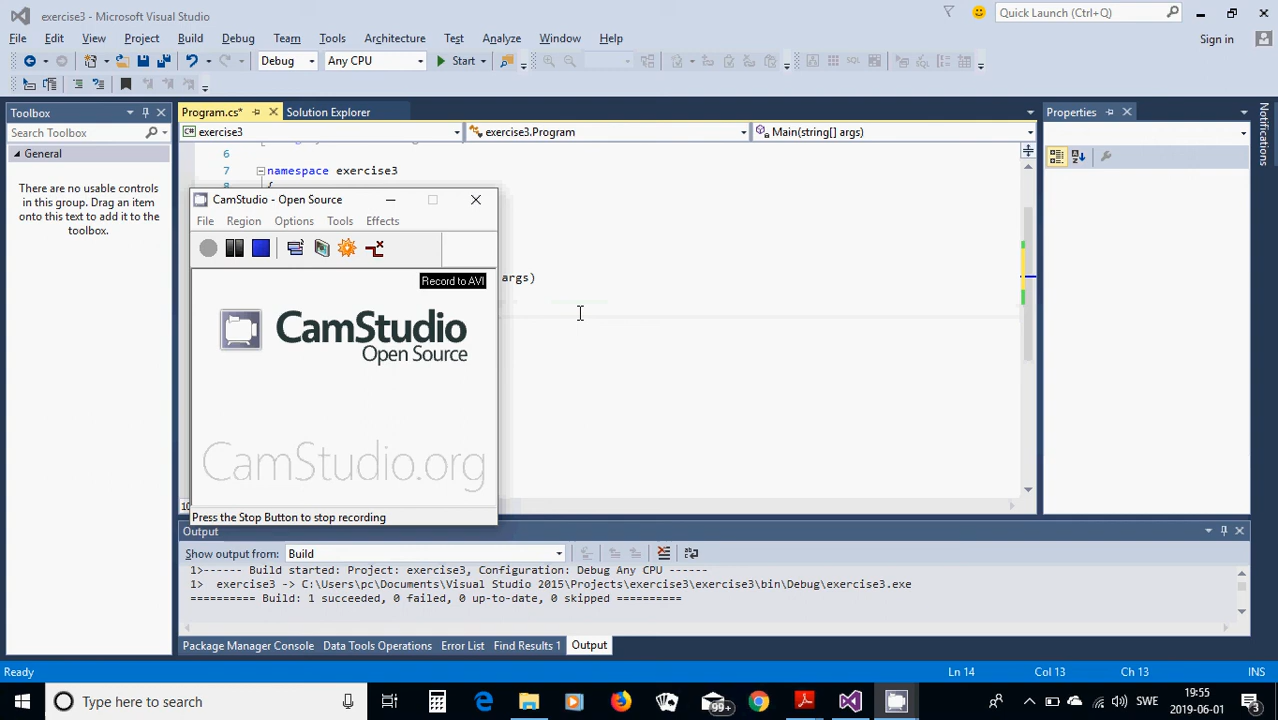 exercise3 - Microsoft Visual Studio
Quick Launch (Ctrl+Q)
File Edit View Project Build Debug Team Tools Architecture Test Analyze Window Help
Sign in
Debug Any CPU Start
Toolbox
Program.cs* Solution Explorer
Properties
Notifications
Search Toolbox
exercise3 exercise3.Program Main(string[] args)
General
There are no usable controls
in this group. Drag an item
onto this text to add it to the
toolbox.
6
7 namespace exercise3
8 {
args)
CamStudio - Open Source
File Region Options Tools Effects
Record to AVI
CamStudio
Open Source
CamStudio.org
Press the Stop Button to stop recording
Output
Show output from: Build
1>------ Build started: Project: exercise3, Configuration: Debug Any CPU ------
1>  exercise3 -> C:\Users\pc\Documents\Visual Studio 2015\Projects\exercise3\exercise3\bin\Debug\exercise3.exe
========== Build: 1 succeeded, 0 failed, 0 up-to-date, 0 skipped ==========
Package Manager Console Data Tools Operations Error List Find Results 1 Output
Ready Ln 14 Col 13 Ch 13 INS
Type here to search
99+
SWE
19:55
2019-06-01
3